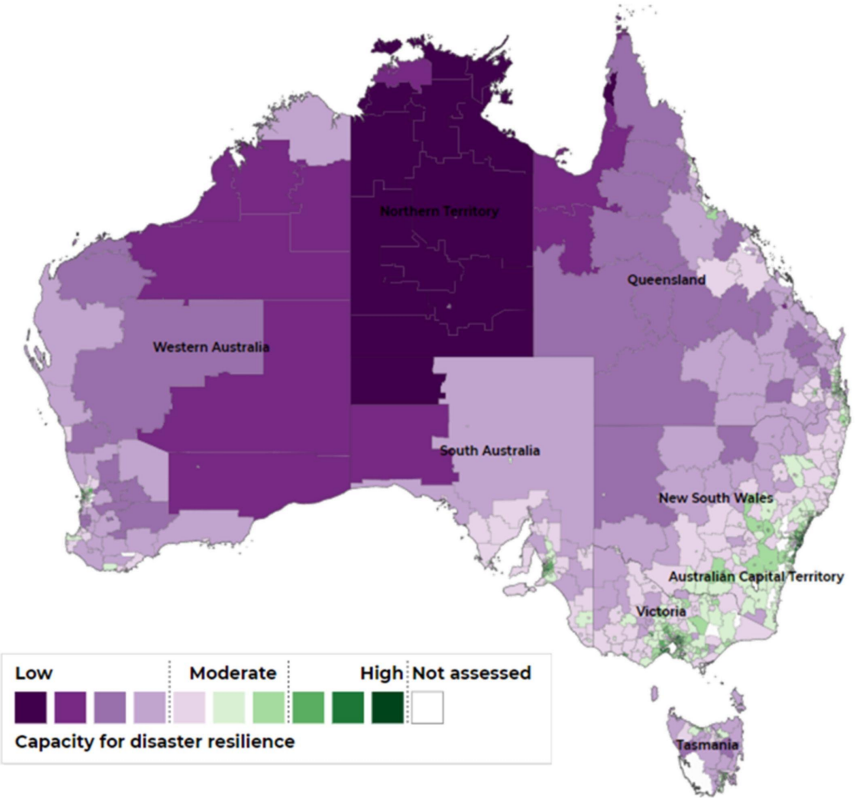 Northern Territory
Queensland
Western Australia
South Australia
New South Wales
Australian Capital Territory
Victoria
Low Moderate High Not assessed
Capacity for disaster resilience
Tasmania